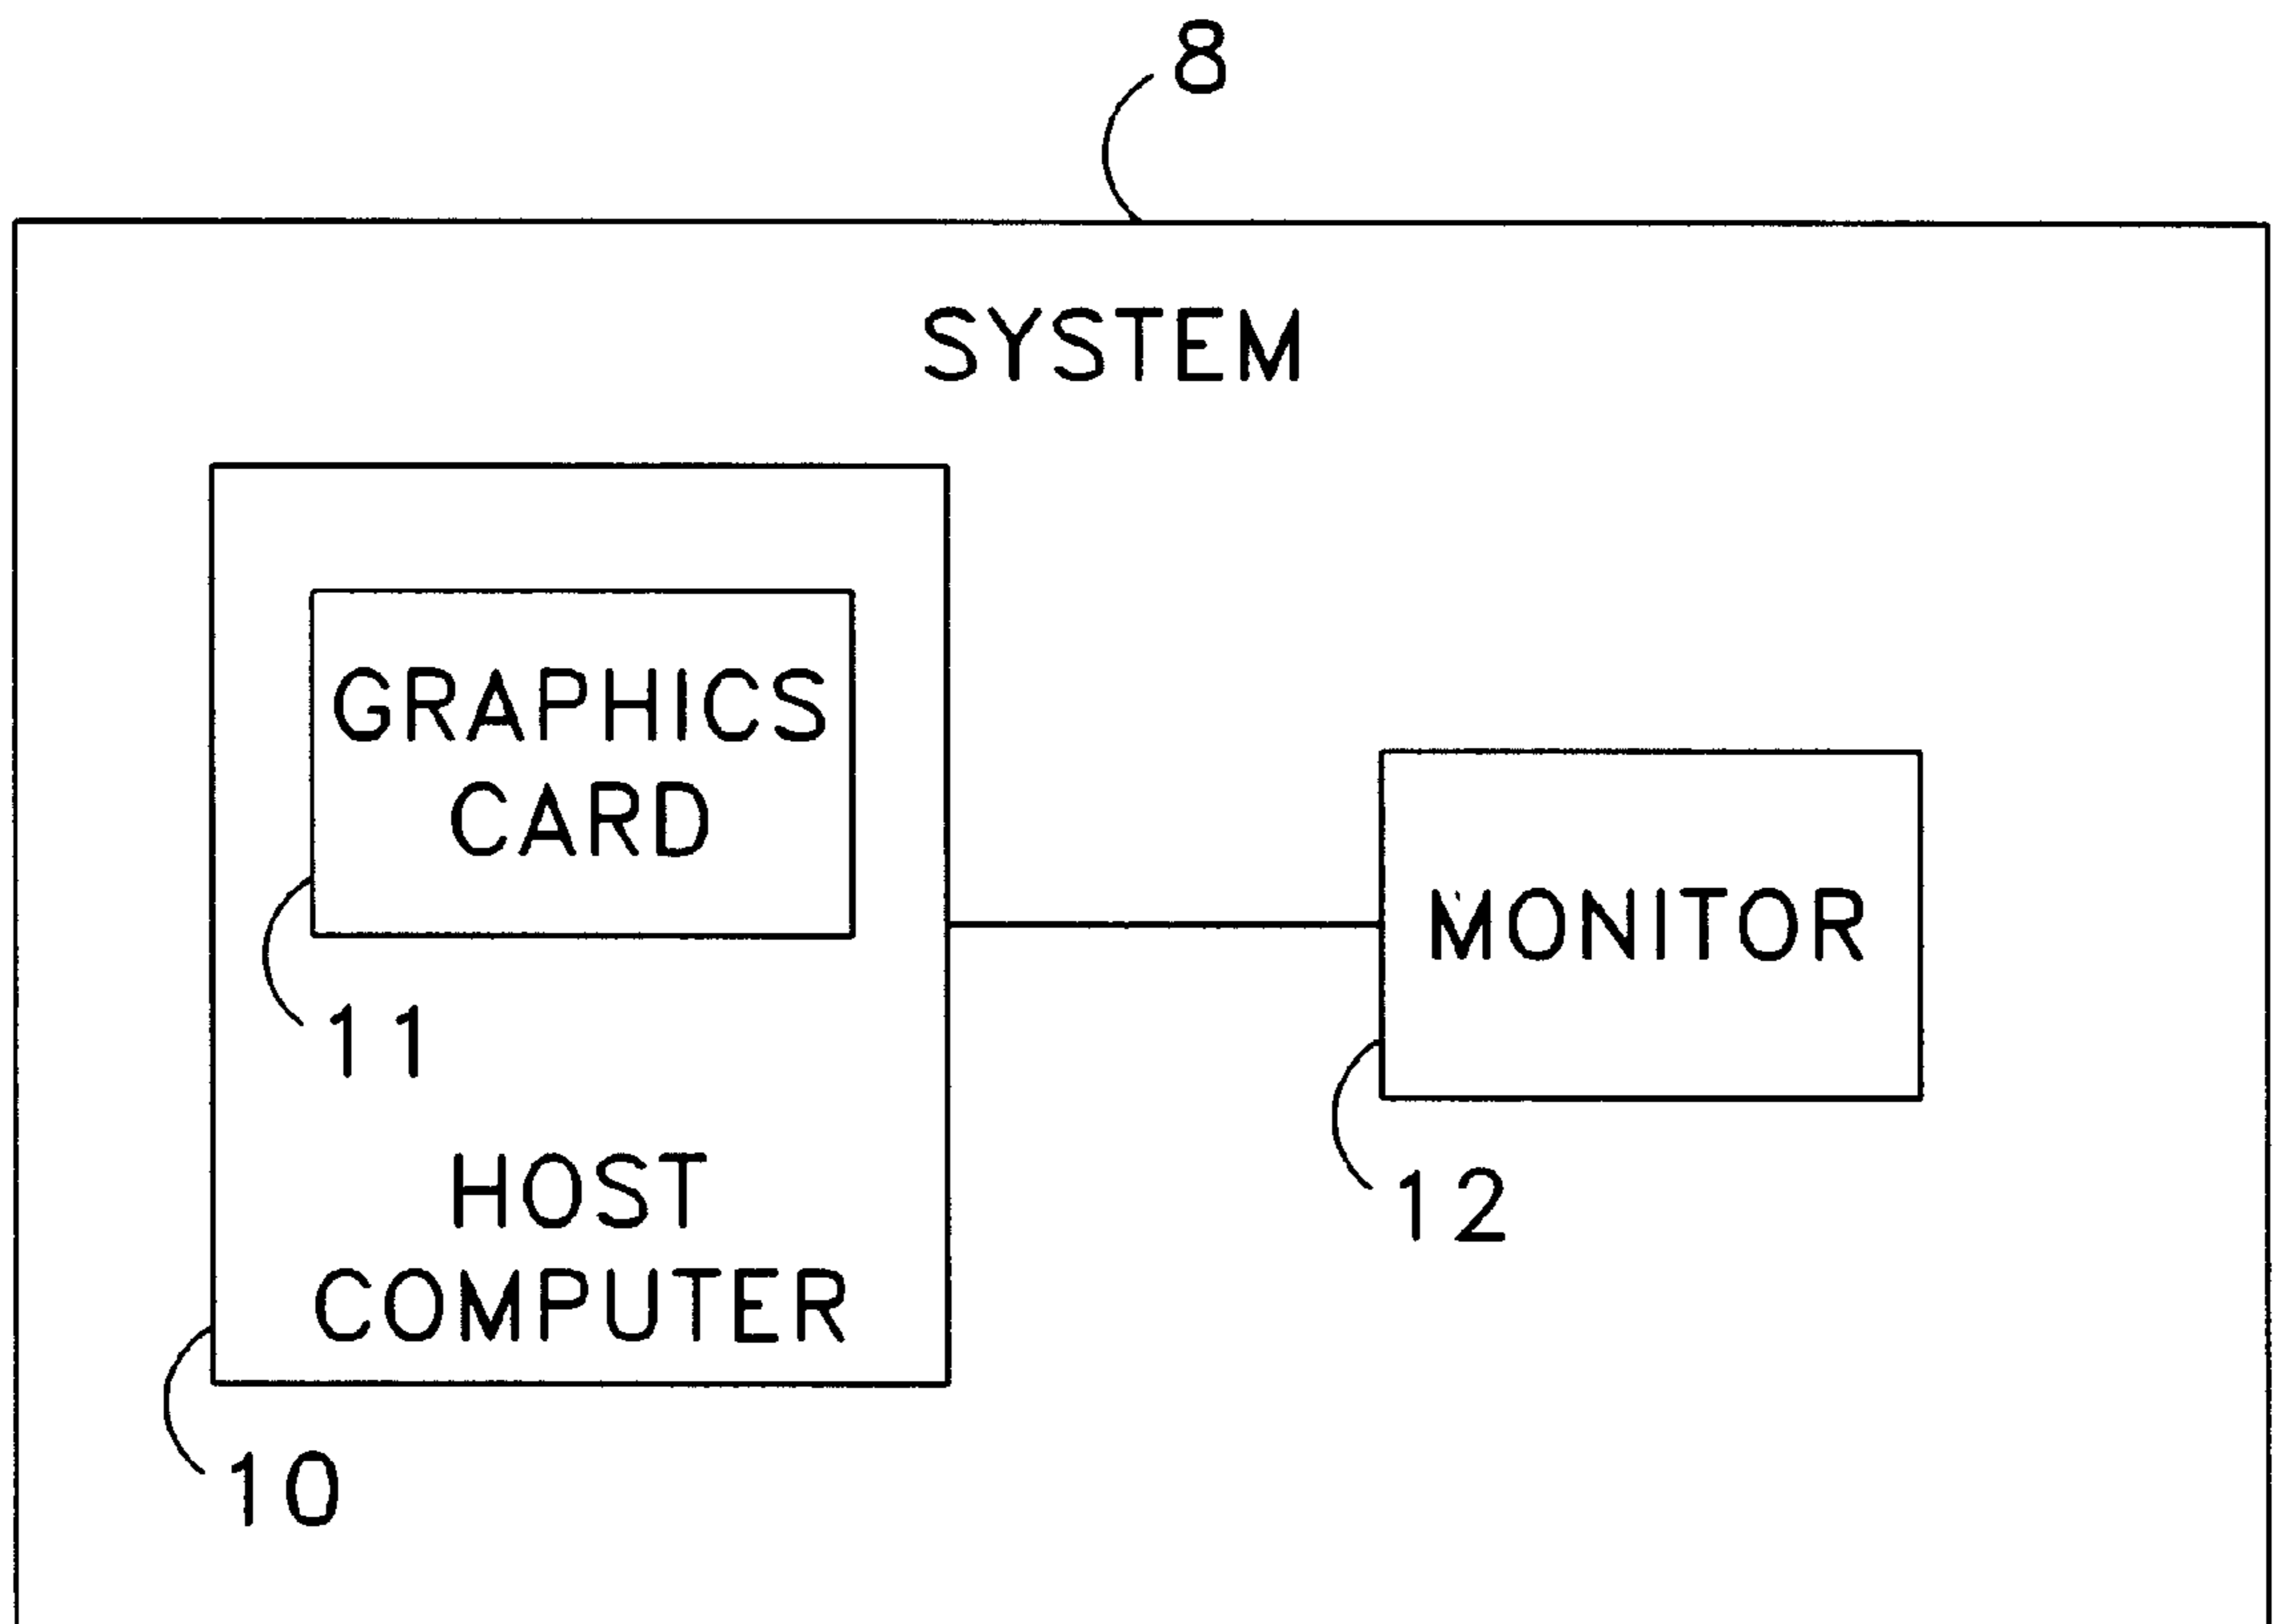 8
SYSTEM
GRAPHICS
CARD
11
MONITOR
12
HOST
COMPUTER
10